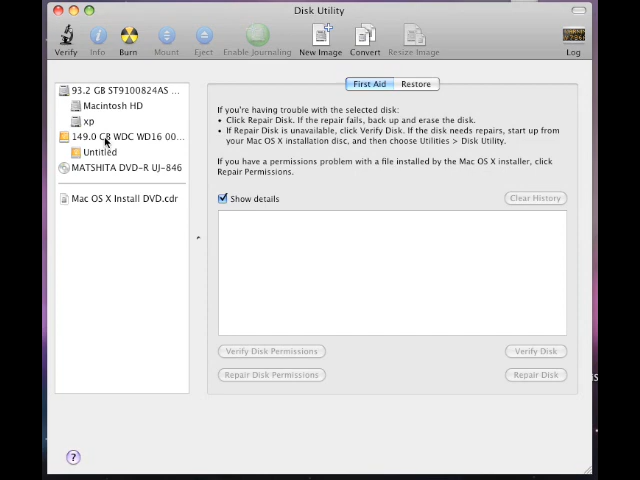 Disk Utility
Verify Info Burn Mount Eject Enable Journaling New Image Convert Resize Image Log
93.2 GB ST9100824AS ...
Macintosh HD
xp
149.0 GB WDC WD16 00...
Untitled
MATSHITA DVD-R UJ-846
Mac OS X Install DVD.cdr
First Aid Restore
If you're having trouble with the selected disk:
• Click Repair Disk. If the repair fails, back up and erase the disk.
• If Repair Disk is unavailable, click Verify Disk. If the disk needs repairs, start up from
your Mac OS X installation disc, and then choose Utilities > Disk Utility.
If you have a permissions problem with a file installed by the Mac OS X installer, click
Repair Permissions.
Show details
Clear History
Verify Disk Permissions
Verify Disk
Repair Disk Permissions
Repair Disk
?